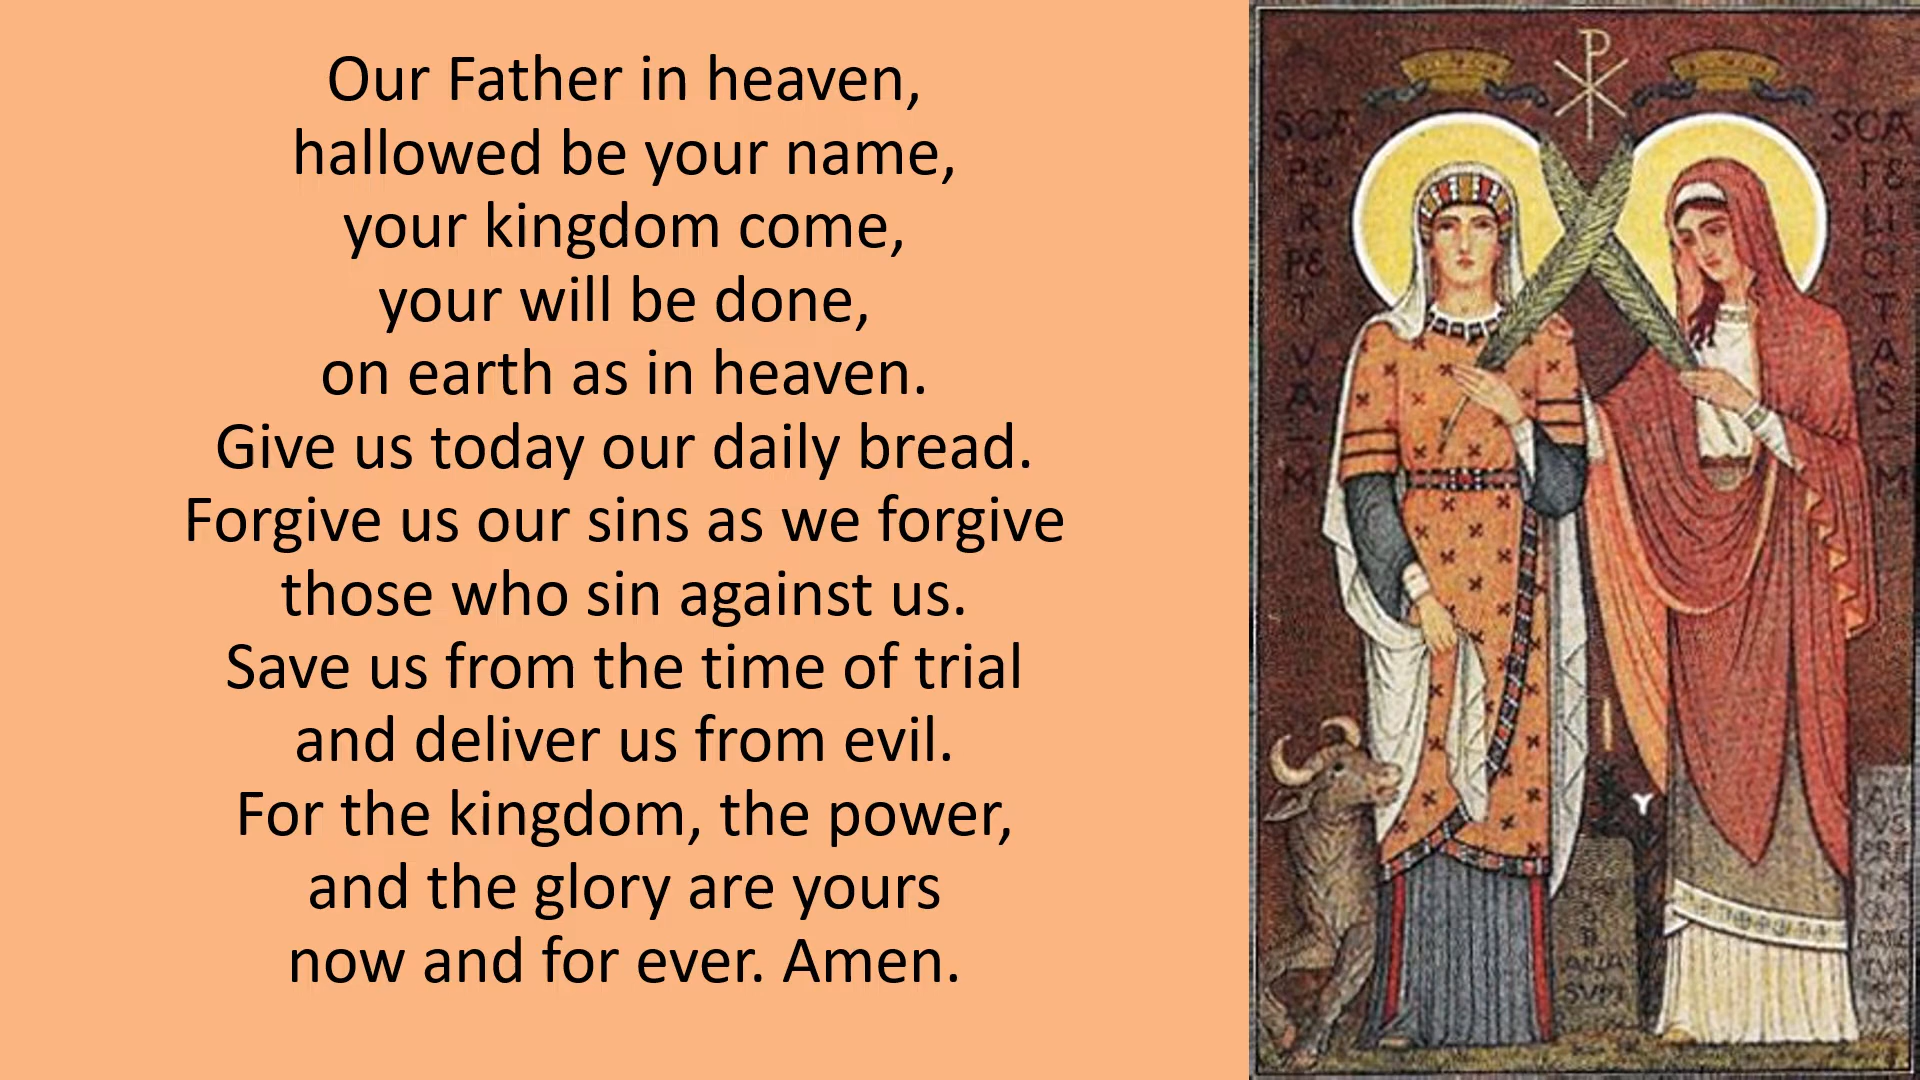 Our Father in heaven,
hallowed be your name,
your kingdom come,
your will be done,
on earth as in heaven.
Give us today our daily bread.
Forgive us our sins as we forgive
those who sin against us.
Save us from the time of trial
and deliver us from evil.
For the kingdom, the power,
and the glory are yours
now and for ever. Amen.